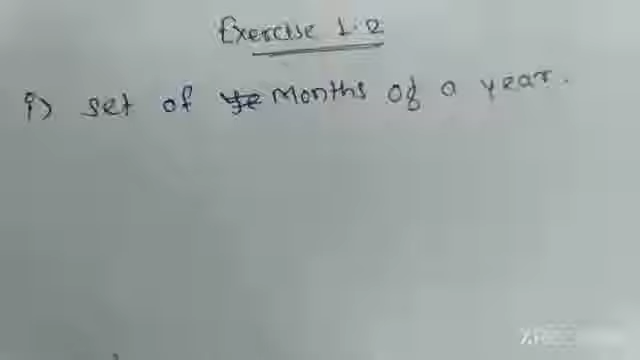 Exercise 1.2
i) set of Months of a year.